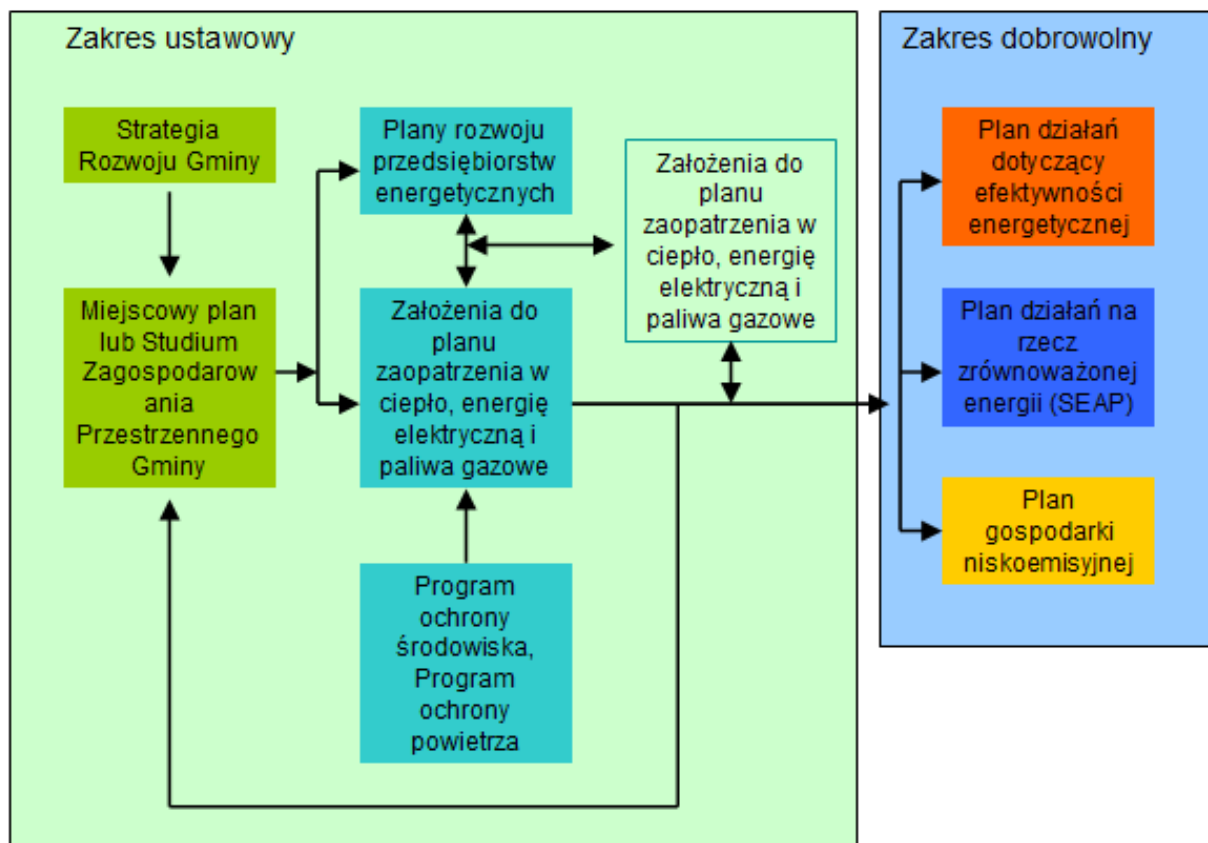 Zakres ustawowy
Strategia
Rozwoju Gminy
Miejscowy plan
lub Studium
Zagospodarow
ania
Przestrzennego
Gminy
Plany rozwoju
przedsiębiorstw
energetycznych
Założenia do
planu
zaopatrzenia w
ciepło, energię
elektryczną i
paliwa gazowe
Program
ochrony
środowiska,
Program
ochrony
powietrza
Założenia do
planu
zaopatrzenia w
ciepło, energię
elektryczną i
paliwa gazowe
Zakres dobrowolny
Plan działań
dotyczący
efektywności
energetycznej
Plan działań na
rzecz
zrównoważonej
energii (SEAP)
Plan
gospodarki
niskoemisyjnej